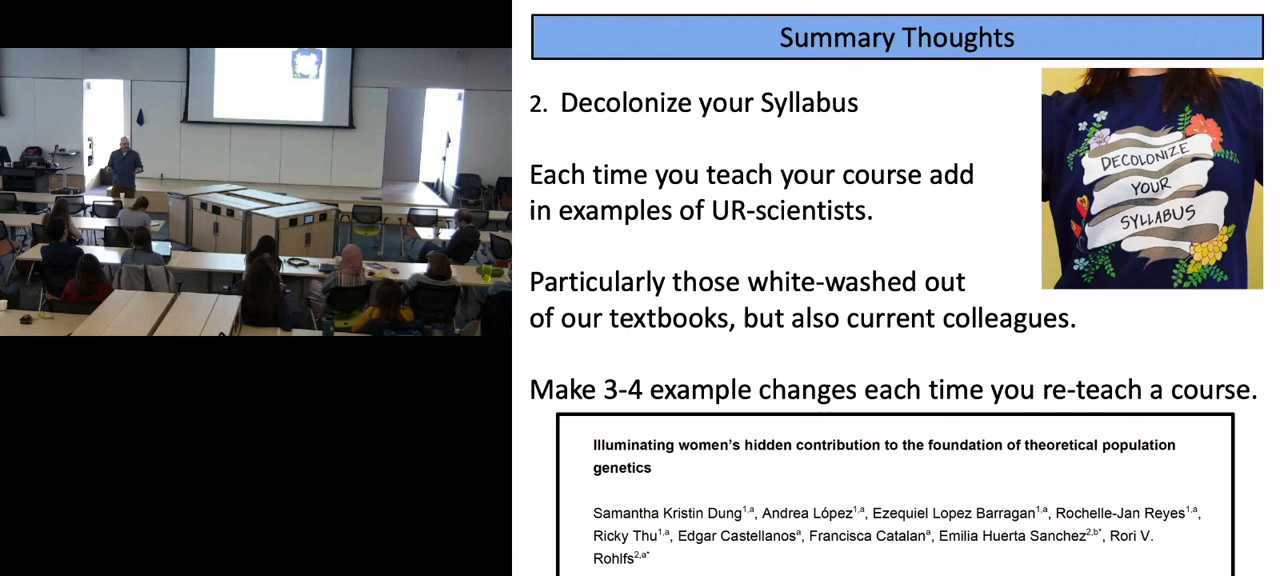 Summary Thoughts
2. Decolonize your Syllabus
DECOLONIZE
YOUR
SYLLABUS
Each time you teach your course add
in examples of UR-scientists.
Particularly those white-washed out
of our textbooks, but also current colleagues.
Make 3-4 example changes each time you re-teach a course.
Illuminating women’s hidden contribution to the foundation of theoretical population
genetics
Samantha Kristin Dung1,a, Andrea López1,a, Ezequiel Lopez Barragan1,a, Rochelle-Jan Reyes1,a,
Ricky Thu1,a, Edgar Castellanosa, Francisca Catalana, Emilia Huerta Sanchez2,b*, Rori V.
Rohlfs2,a*